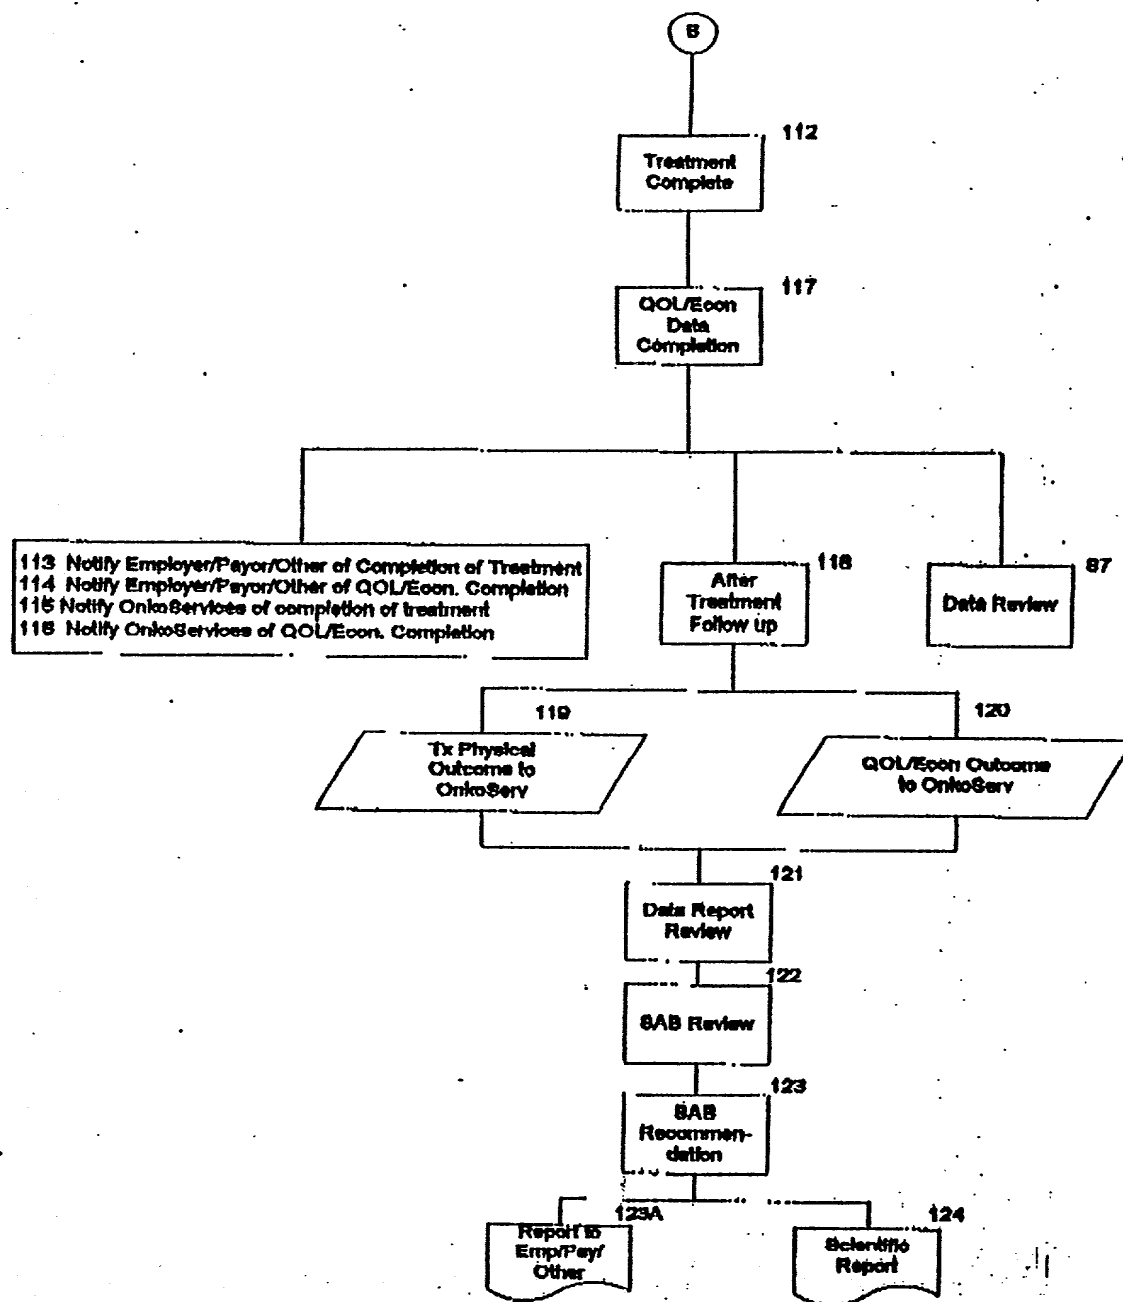 B
112
Treatment
Complete
117
QOL/Econ
Data
Completion
113 Notify Employer/Payor/Other of Completion of Treatment
114 Notify Employer/Payor/Other of QOL/Econ. Completion
115 Notify OnkoServices of completion of treatment
116 Notify OnkoServices of QOL/Econ. Completion
118
After
Treatment
Follow up
87
Data Review
119
Tx Physical
Outcome to
OnkoServ
120
QOL/Econ Outcome
to OnkoServ
121
Data Report
Review
122
SAB Review
123
SAB
Recommen-
dation
123A
Report to
Emp/Pay/
Other
124
Scientific
Report